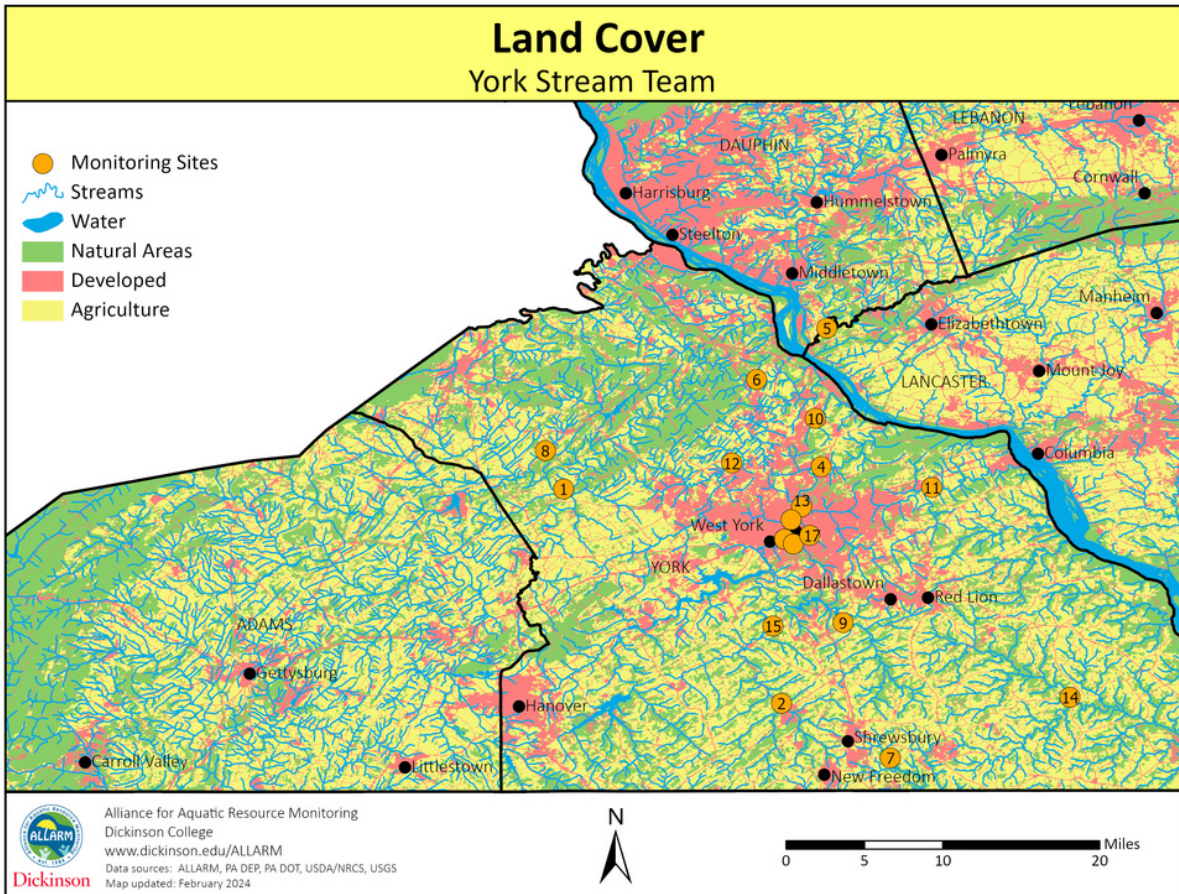 Land Cover
York Stream Team
Monitoring Sites
Streams
Water
Natural Areas
Developed
Agriculture
Lebanon
LEBANON
DAUPHIN
Palmyra
Harrisburg
Cornwall
Hummelstown
Steelton
Middletown
Manheim
5
Elizabethtown
Mount Joy
6
LANCASTER
10
8
12
4
Columbia
1
11
13
West York
17
YORK
Dallastown
Red Lion
15
9
ADAMS
Gettysburg
2
14
Hanover
Shrewsbury
7
Carroll Valley
Littlestown
New Freedom
ALLARM
est. 1986
Dickinson
Alliance for Aquatic Resource Monitoring
Dickinson College
www.dickinson.edu/ALLARM
Data sources: ALLARM, PA DEP, PA DOT, USDA/NRCS, USGS
Map updated: February 2024
N
Miles
0 5 10 20